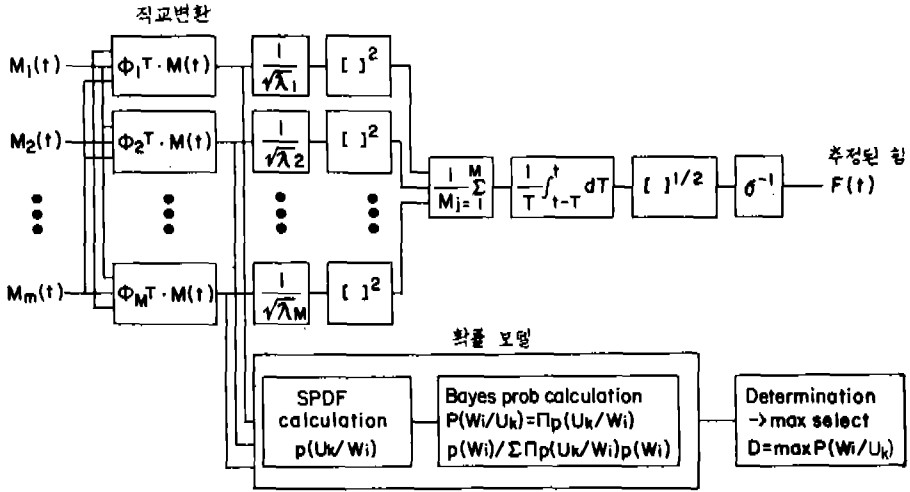 직교변환
M₁(t)
Φ₁ᵀ · M(t)
1/√λ₁
[ ]²
M₂(t)
Φ₂ᵀ · M(t)
1/√λ₂
[ ]²
1/M Σ j=1 M
1/T ∫ t-T t dT
[ ]^1/2
σ⁻¹
추정된 힘
F(t)
Mₘ(t)
Φ_Mᵀ · M(t)
1/√λ_M
[ ]²
확률 모델
SPDF
calculation
p(Uk/Wi)
Bayes prob calculation
P(Wi/Uk)=Πp(Uk/Wi)
p(Wi)/ΣΠp(Uk/Wi)p(Wi)
Determination
→max select
D=maxP(Wi/Uk)